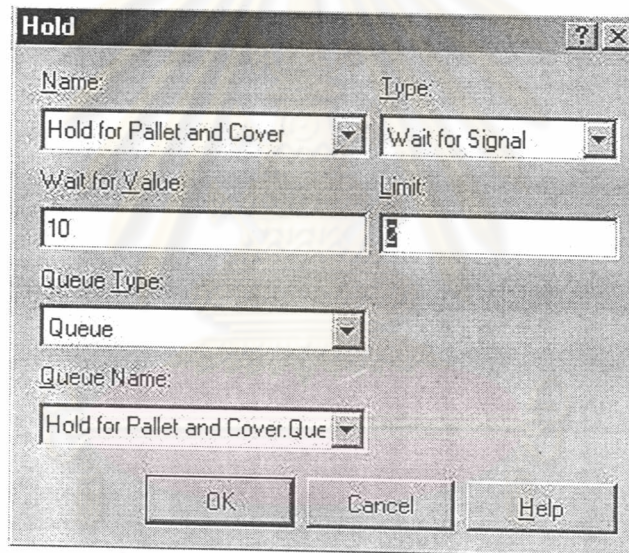 Hold
? ×
Name:
Type:
Hold for Pallet and Cover
Wait for Signal
Wait for Value:
Limit:
10
2
Queue Type:
Queue
Queue Name:
Hold for Pallet and Cover.Que
OK
Cancel
Help